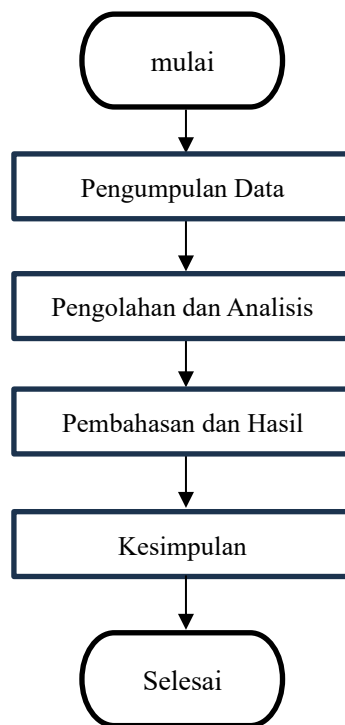 mulai
Pengumpulan Data
Pengolahan dan Analisis
Pembahasan dan Hasil
Kesimpulan
Selesai